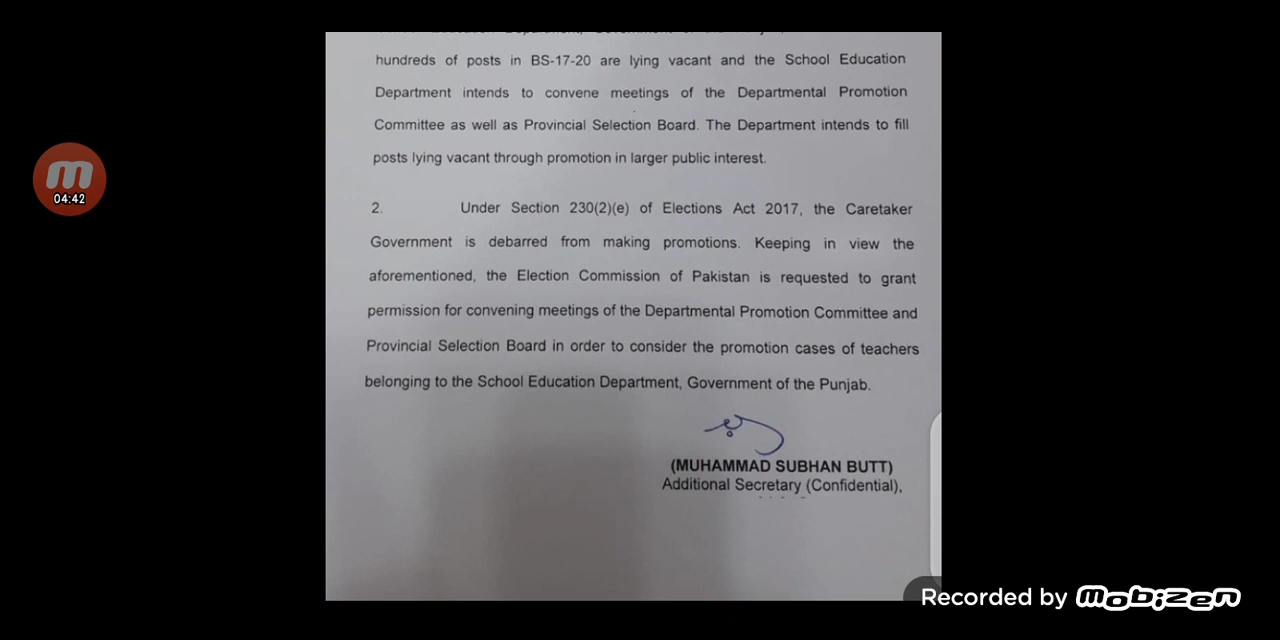 hundreds of posts in BS-17-20 are lying vacant and the School Education
Department intends to convene meetings of the Departmental Promotion
Committee as well as Provincial Selection Board. The Department intends to fill
posts lying vacant through promotion in larger public interest.
2. Under Section 230(2)(e) of Elections Act 2017, the Caretaker
Government is debarred from making promotions. Keeping in view the
aforementioned, the Election Commission of Pakistan is requested to grant
permission for convening meetings of the Departmental Promotion Committee and
Provincial Selection Board in order to consider the promotion cases of teachers
belonging to the School Education Department, Government of the Punjab.
(MUHAMMAD SUBHAN BUTT)
Additional Secretary (Confidential),
04:42
Recorded by mobizen